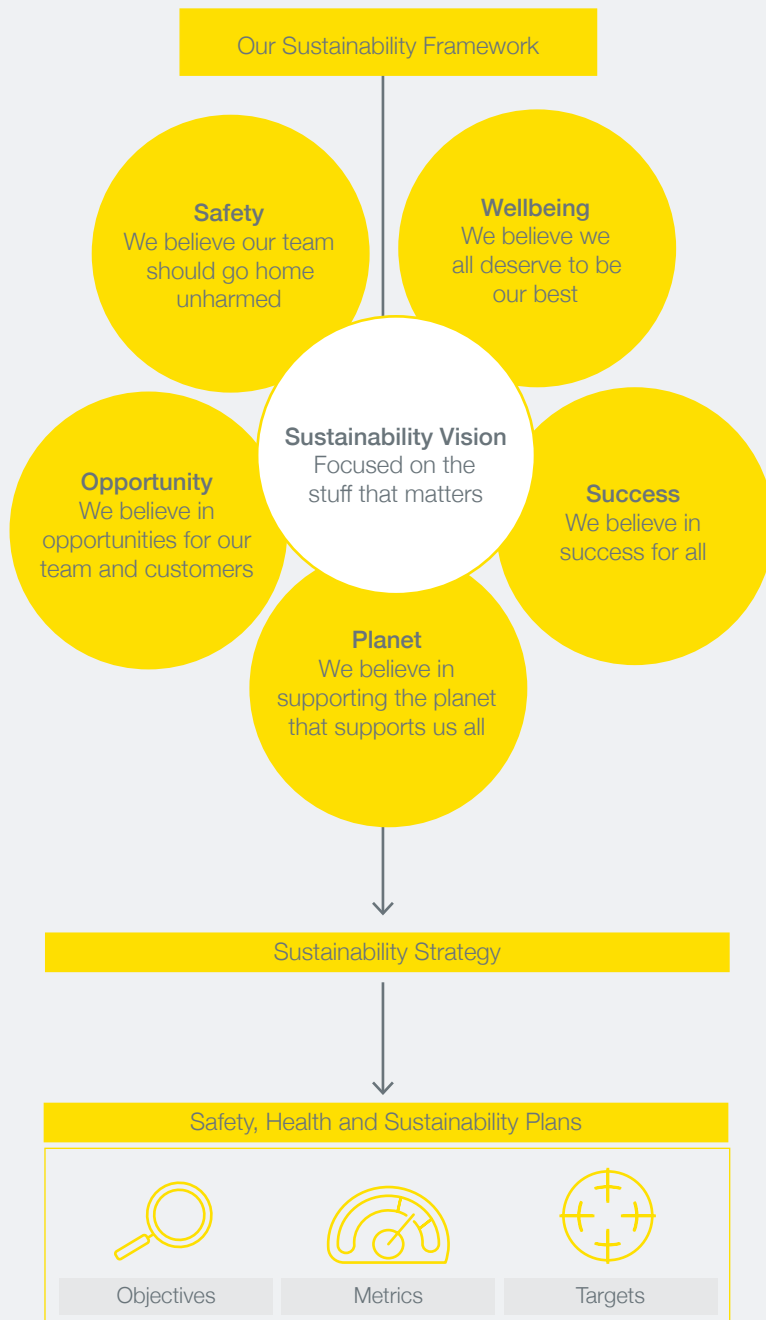 Our Sustainability Framework
Safety
We believe our team
should go home
unharmed
Wellbeing
We believe we
all deserve to be
our best
Sustainability Vision
Focused on the
stuff that matters
Opportunity
We believe in
opportunities for our
team and customers
Success
We believe in
success for all
Planet
We believe in
supporting the planet
that supports us all
Sustainability Strategy
Safety, Health and Sustainability Plans
Objectives
Metrics
Targets